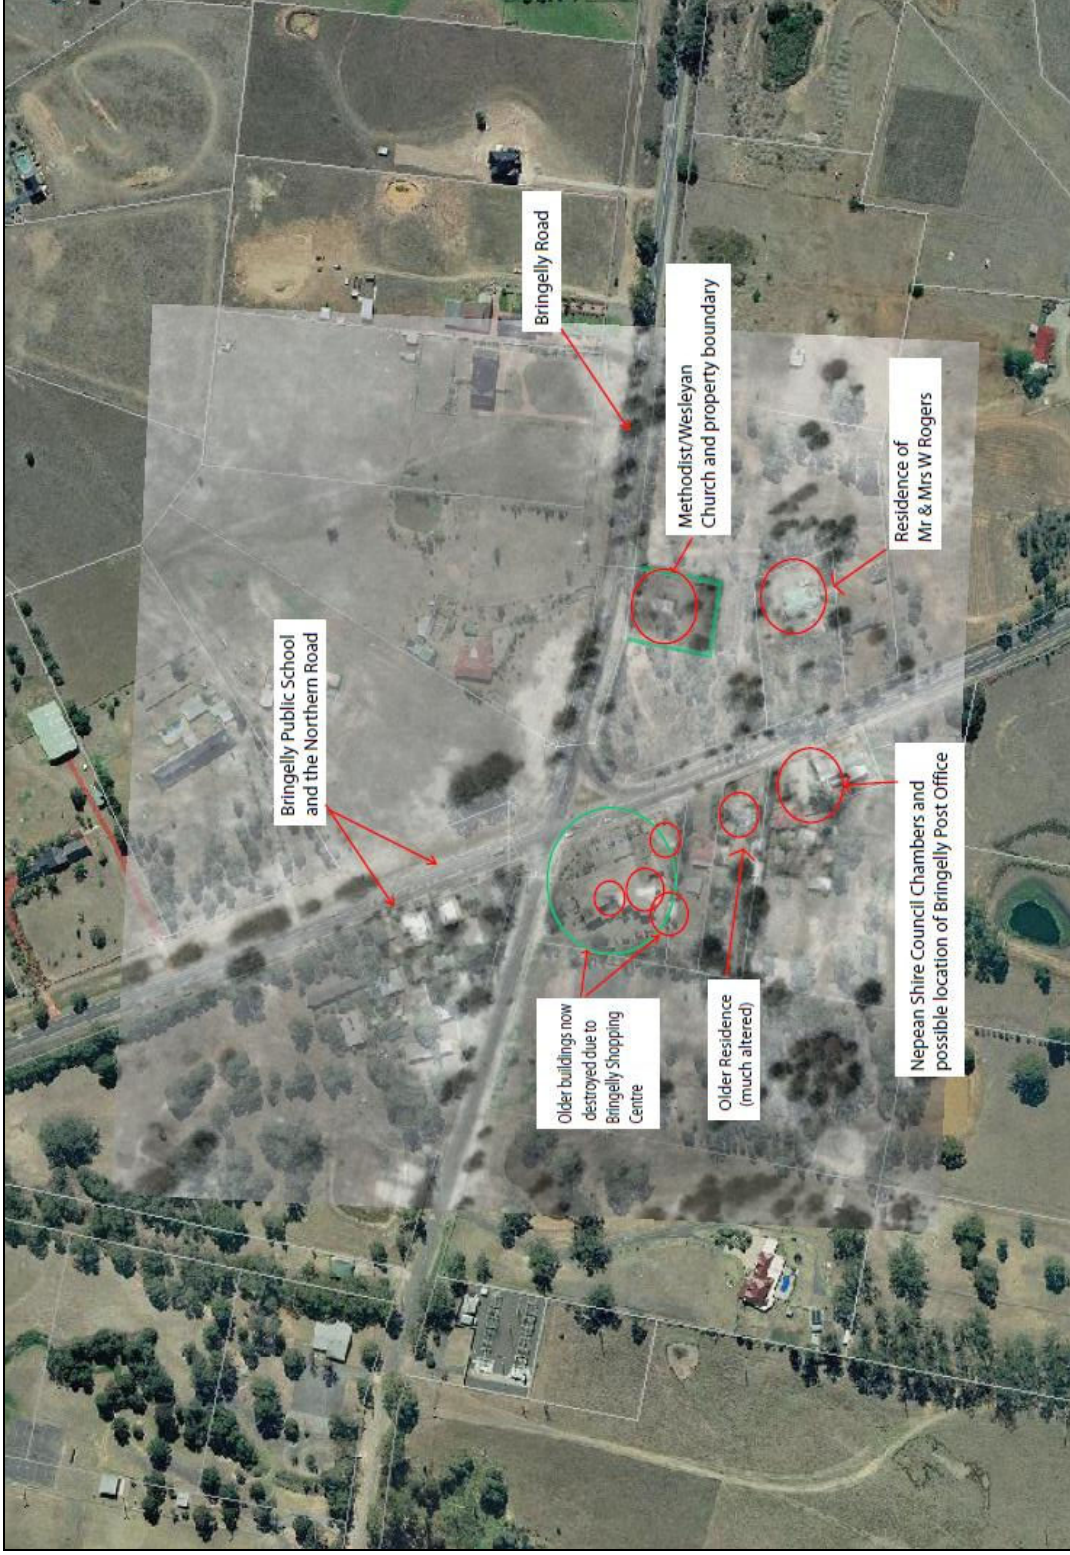 Bringelly Public School
and the Northern Road
Bringelly Road
Older buildings now
destroyed due to
Bringelly Shopping
Centre
Methodist/Wesleyan
Church and property boundary
Older Residence
(much altered)
Residence of
Mr & Mrs W Rogers
Nepean Shire Council Chambers and
possible location of Bringelly Post Office